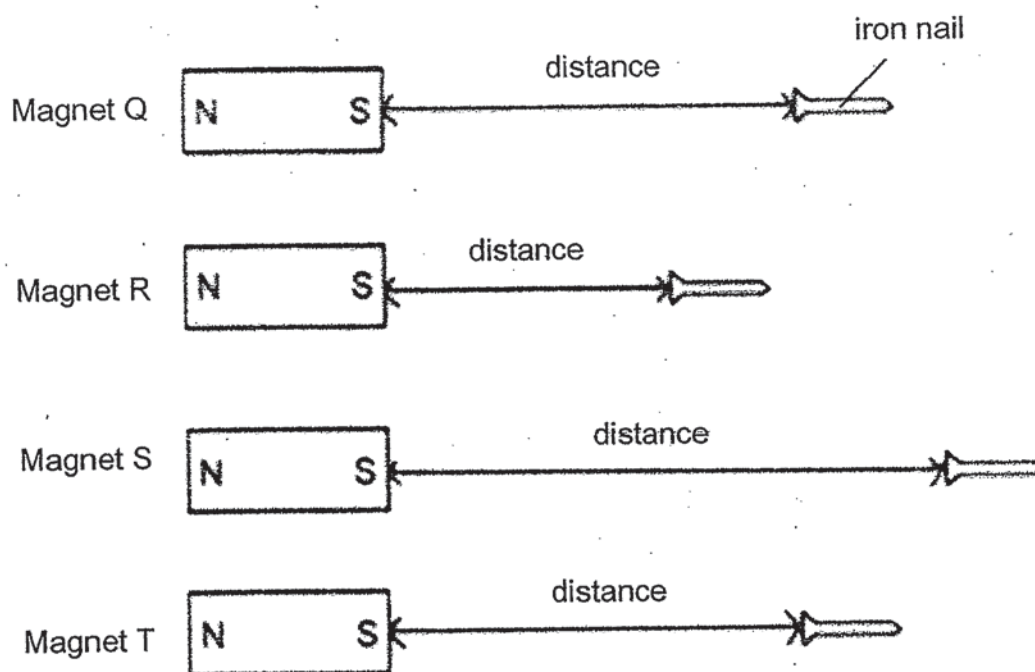 iron nail
distance
Magnet Q
N
S
distance
Magnet R
N
S
distance
Magnet S
N
S
distance
Magnet T
N
S